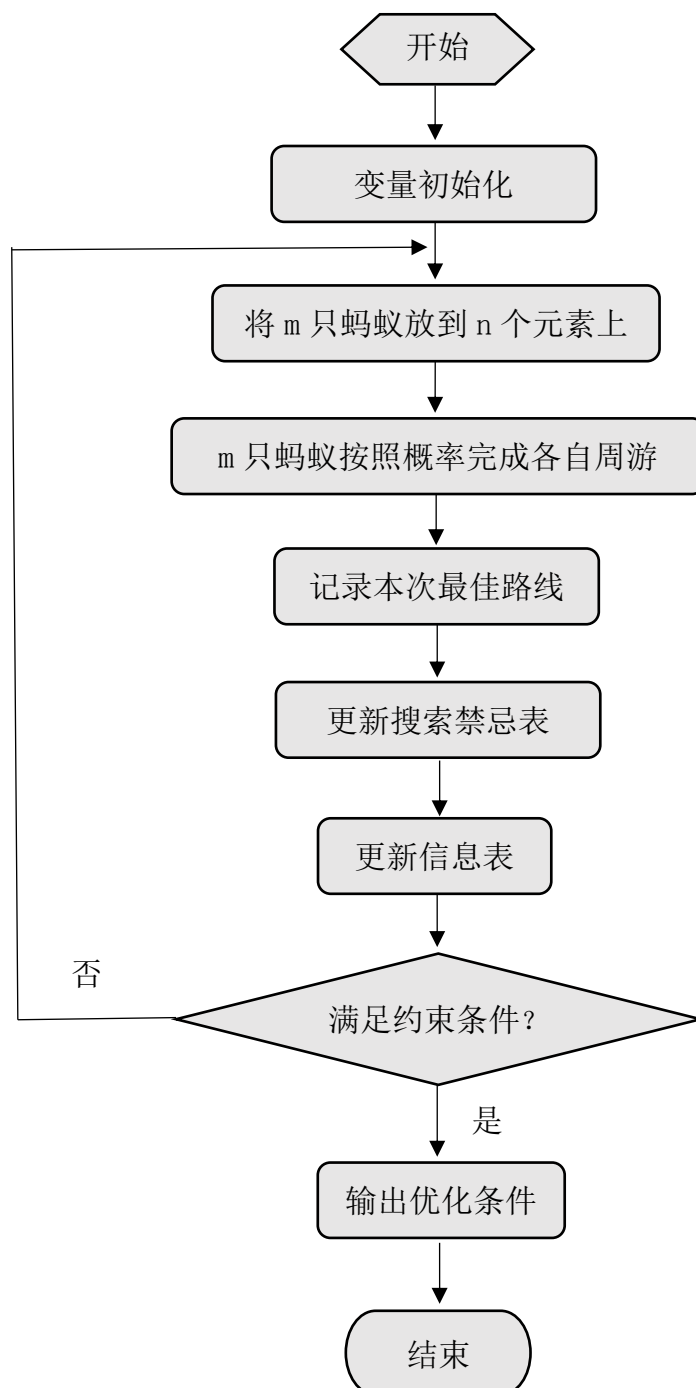 开始
变量初始化
将 m 只蚂蚁放到 n 个元素上
m 只蚂蚁按照概率完成各自周游
记录本次最佳路线
更新搜索禁忌表
更新信息表
否
满足约束条件？
是
输出优化条件
结束